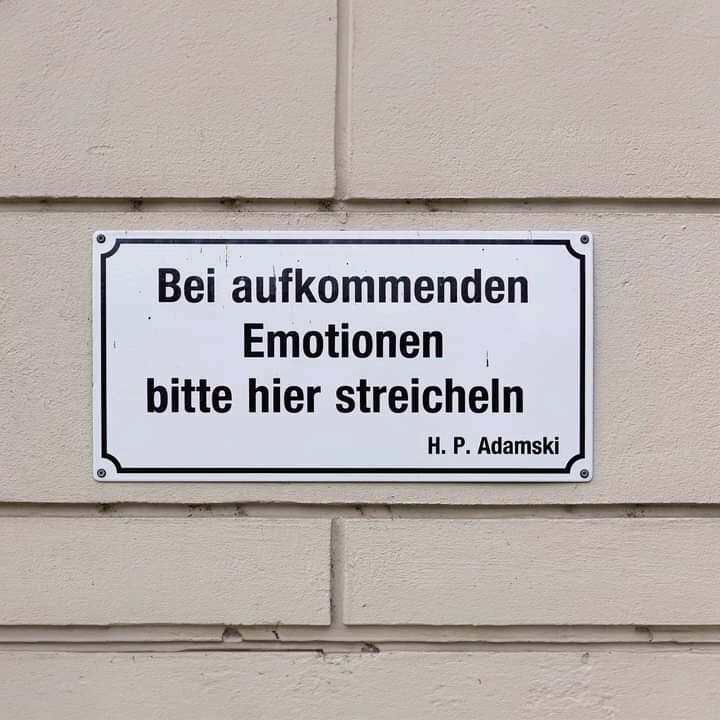 Bei aufkommenden
Emotionen
bitte hier streicheln
H. P. Adamski